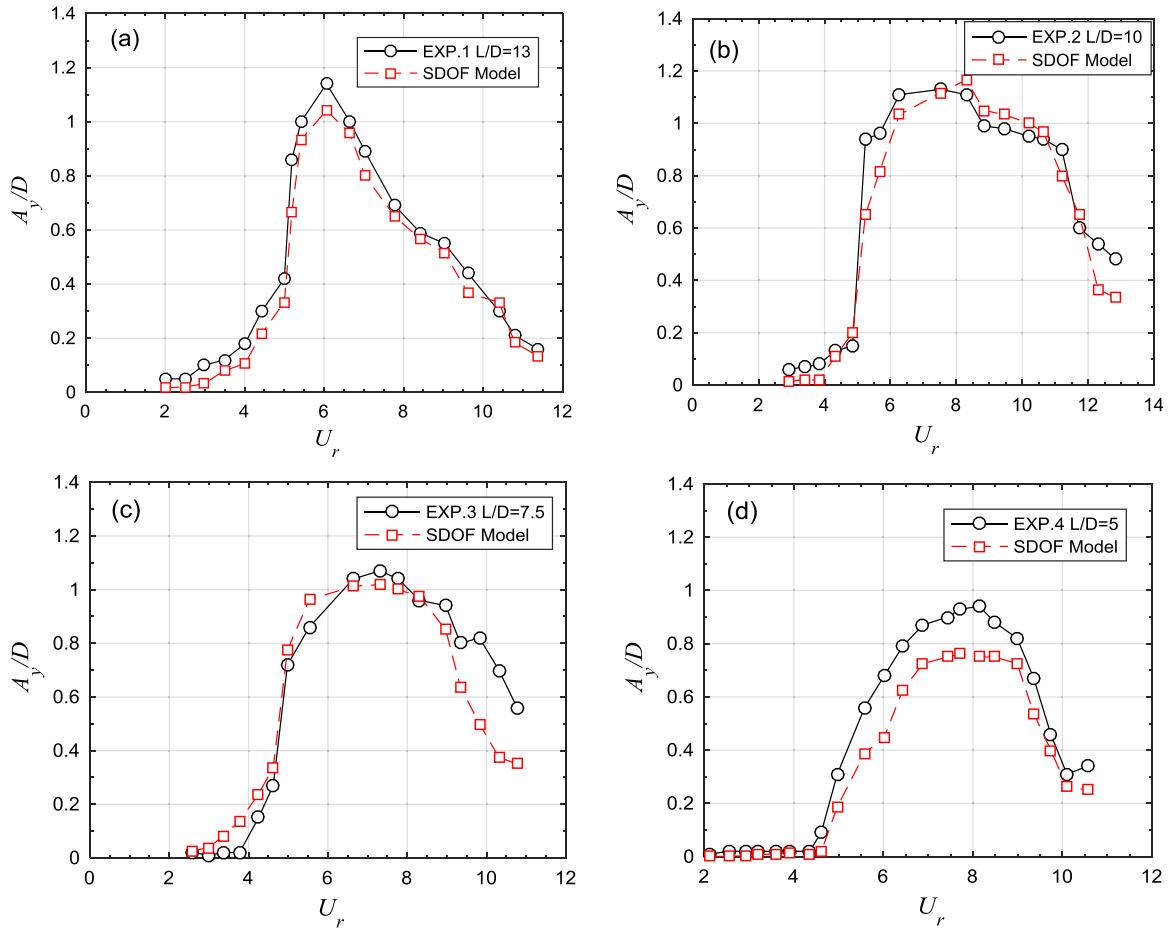 (a)
EXP.1 L/D=13
SDOF Model
1.4
1.2
1
0.8
0.6
0.4
0.2
0
A_y/D
0 2 4 6 8 10 12
U_r
(b)
EXP.2 L/D=10
SDOF Model
1.4
1.2
1
0.8
0.6
0.4
0.2
0
A_y/D
0 2 4 6 8 10 12 14
U_r
(c)
EXP.3 L/D=7.5
SDOF Model
1.4
1.2
1
0.8
0.6
0.4
0.2
0
A_y/D
0 2 4 6 8 10 12
U_r
(d)
EXP.4 L/D=5
SDOF Model
1.4
1.2
1
0.8
0.6
0.4
0.2
0
A_y/D
2 4 6 8 10 12
U_r